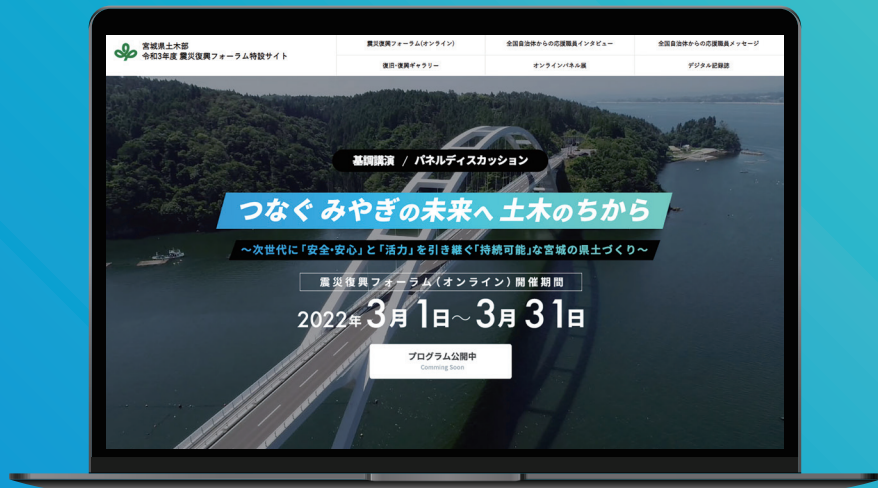 宮城県土木部
令和3年度 震災復興フォーラム特設サイト
震災復興フォーラム(オンライン)
全国自治体からの応援職員インタビュー
全国自治体からの応援職員メッセージ
復旧・復興ギャラリー
オンラインパネル展
デジタル記録誌
基調講演 / パネルディスカッション
つなぐ みやぎの未来へ 土木のちから
〜次世代に「安全・安心」と「活力」を引き継ぐ「持続可能」な宮城の県土づくり〜
震災復興フォーラム(オンライン)開催期間
2022年3月1日〜3月31日
プログラム公開中
Comming Soon